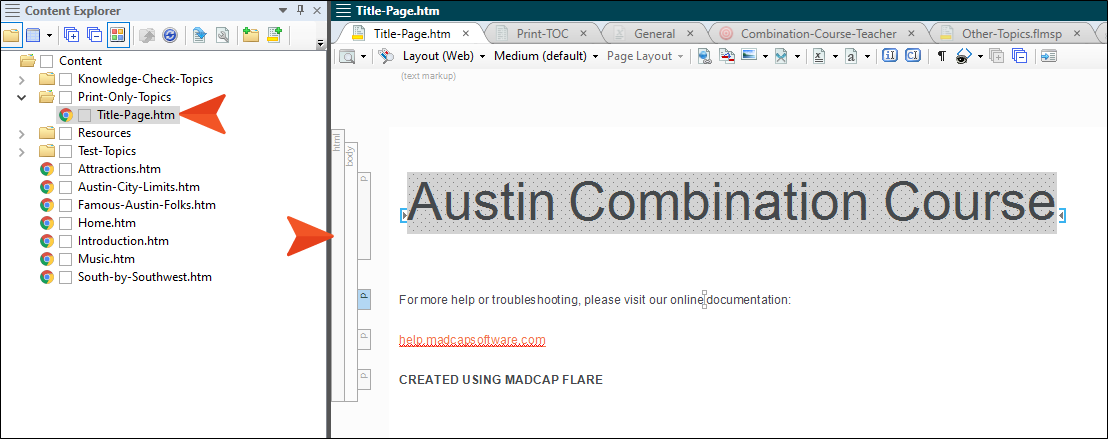 Content Explorer
Content
Knowledge-Check-Topics
Print-Only-Topics
Title-Page.htm
Resources
Test-Topics
Attractions.htm
Austin-City-Limits.htm
Famous-Austin-Folks.htm
Home.htm
Introduction.htm
Music.htm
South-by-Southwest.htm
Title-Page.htm
Title-Page.htm Print-TOC General Combination-Course-Teacher Other-Topics.flmsp
Layout (Web) Medium (default) Page Layout
(text markup)
html
body
p
Austin Combination Course
p
For more help or troubleshooting, please visit our online documentation:
p
help.madcapsoftware.com
p
CREATED USING MADCAP FLARE